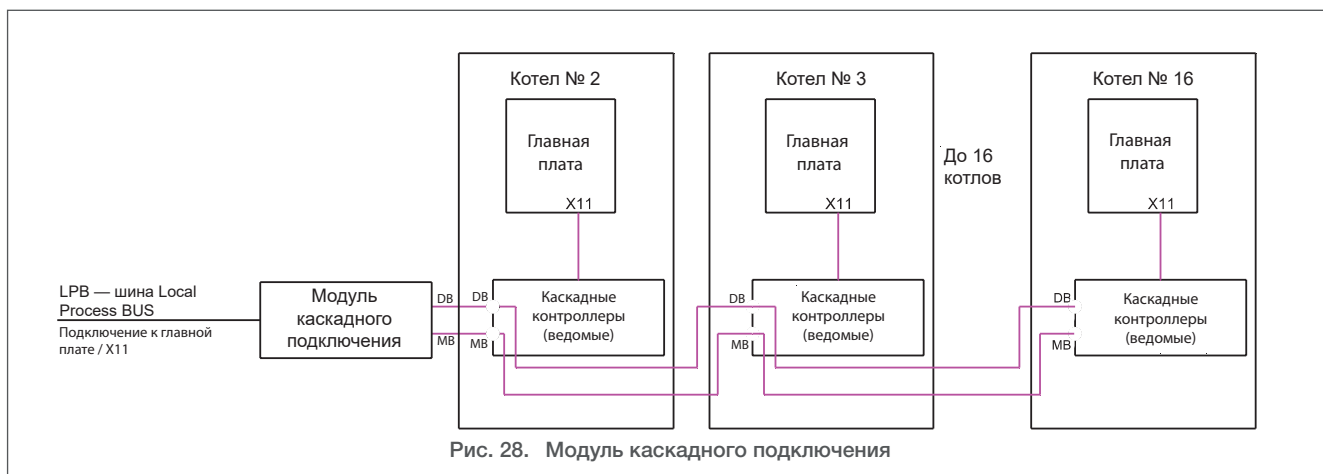 Котел № 2
Котел № 3
Котел № 16
Главная
плата
Главная
плата
Главная
плата
До 16
котлов
X11
X11
X11
LPB — шина Local
Process BUS
Подключение к главной
плате / X11
Модуль
каскадного
подключения
DB
DB
MB
MB
Каскадные
контроллеры
(ведомые)
DB
MB
Каскадные
контроллеры
(ведомые)
DB
MB
Каскадные
контроллеры
(ведомые)
Рис. 28. Модуль каскадного подключения